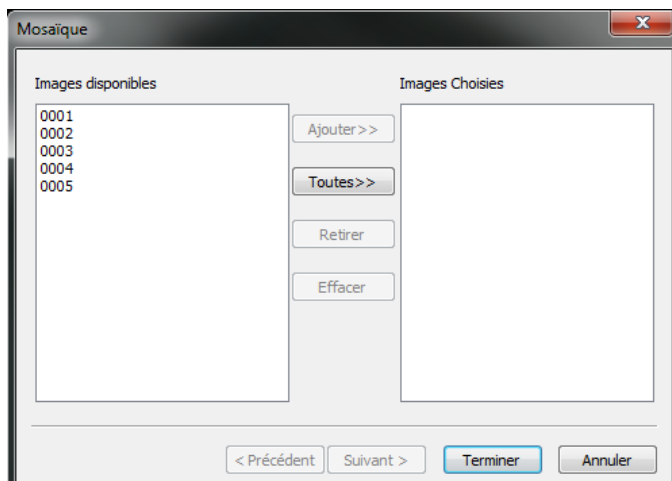 Mosaïque
Images disponibles
Images Choisies
0001
0002
0003
0004
0005
Ajouter>>
Toutes>>
Retirer
Effacer
< Précédent
Suivant >
Terminer
Annuler